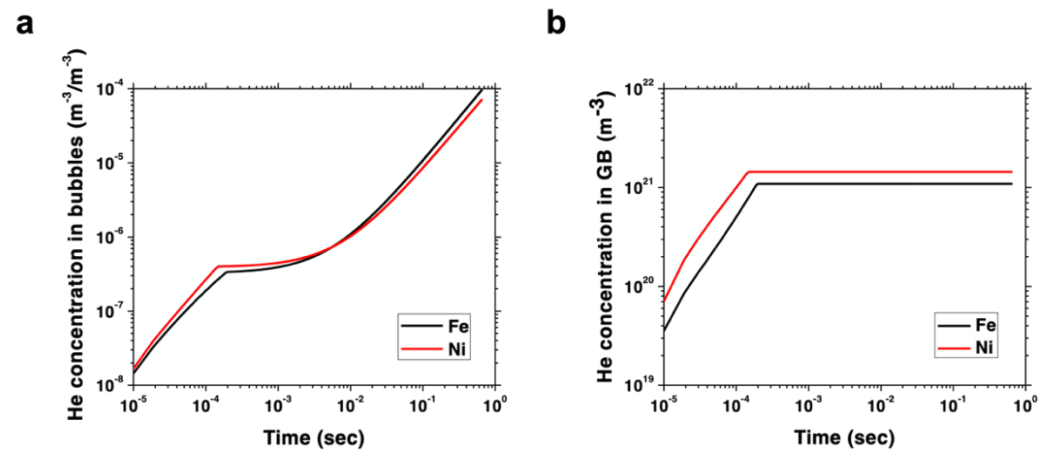 a
He concentration in bubbles (m⁻³/m⁻³)
10⁻⁴
10⁻⁵
10⁻⁶
10⁻⁷
10⁻⁸
10⁻⁵ 10⁻⁴ 10⁻³ 10⁻² 10⁻¹ 10⁰
Time (sec)
Fe
Ni
b
He concentration in GB (m⁻³)
10²²
10²¹
10²⁰
10¹⁹
10⁻⁵ 10⁻⁴ 10⁻³ 10⁻² 10⁻¹ 10⁰
Time (sec)
Fe
Ni